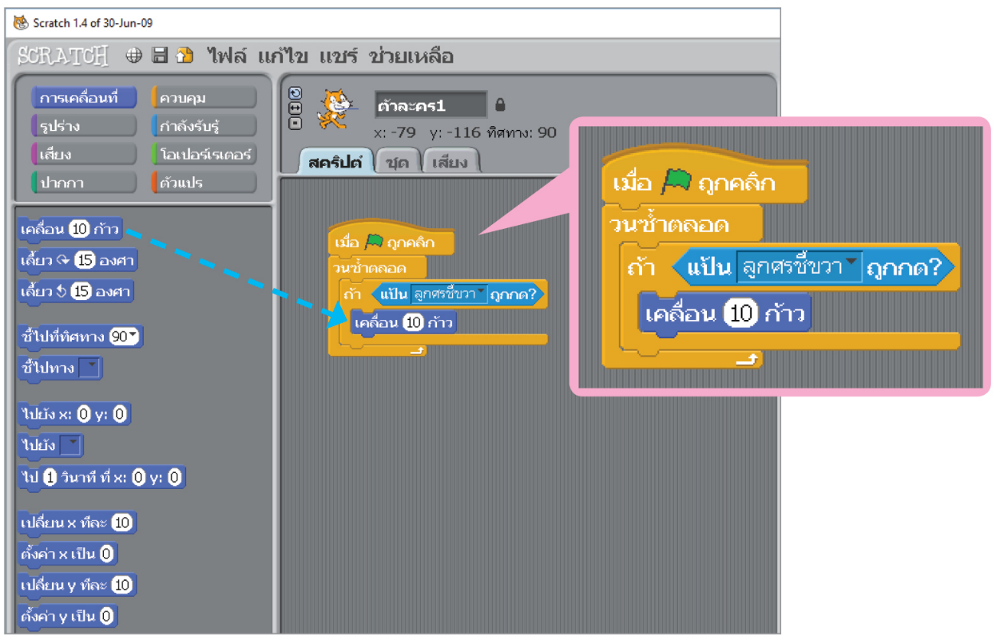 Scratch 1.4 of 30-Jun-09
SCRATCH ไฟล์ แก้ไข แชร์ ช่วยเหลือ
การเคลื่อนที่ ควบคุม
รูปร่าง กำลังรับรู้
เสียง โอเปอร์เรเตอร์
ปากกา ตัวแปร
ตัวละคร1
x: -79 y: -116 ทิศทาง: 90
สคริปต์ ชุด เสียง
เคลื่อน 10 ก้าว
เลี้ยว 15 องศา
เลี้ยว 15 องศา
ชี้ไปที่ทิศทาง 90
ชี้ไปทาง
ไปยัง x: 0 y: 0
ไปยัง
ไป 1 วินาที ที่ x: 0 y: 0
เปลี่ยน x ทีละ 10
ตั้งค่า x เป็น 0
เปลี่ยน y ทีละ 10
ตั้งค่า y เป็น 0
เมื่อ ถูกคลิก
วนซ้ำตลอด
ถ้า แป้น ลูกศรชี้ขวา ถูกกด?
เคลื่อน 10 ก้าว
เมื่อ ถูกคลิก
วนซ้ำตลอด
ถ้า แป้น ลูกศรชี้ขวา ถูกกด?
เคลื่อน 10 ก้าว